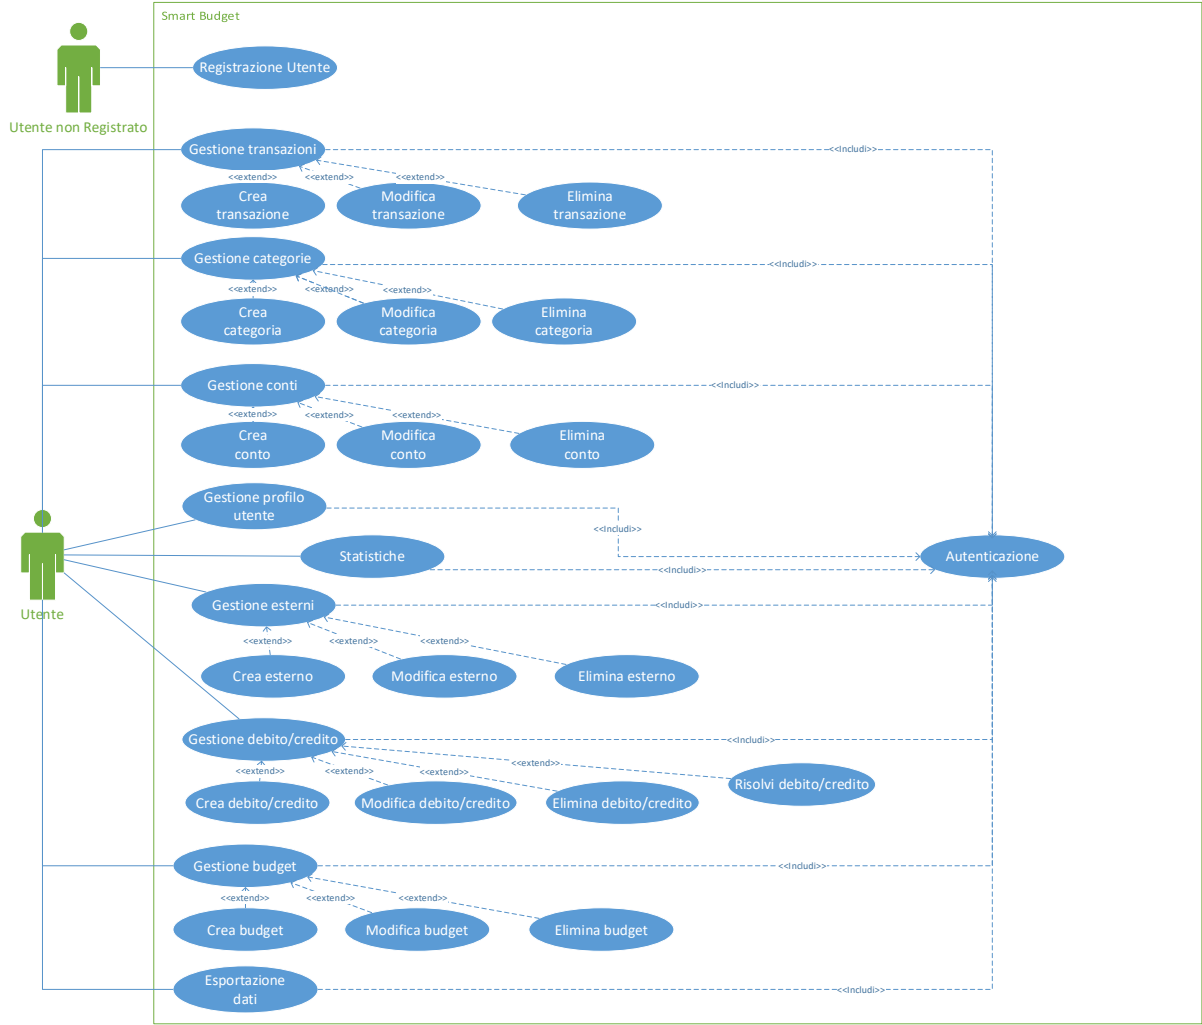 Smart Budget
Registrazione Utente
Utente non Registrato
Gestione transazioni
<<Includi>>
<<extend>>
<<extend>>
<<extend>>
Crea
transazione
Modifica
transazione
Elimina
transazione
Gestione categorie
<<Includi>>
<<extend>>
<<extend>>
<<extend>>
Crea
categoria
Modifica
categoria
Elimina
categoria
Gestione conti
<<Includi>>
<<extend>>
<<extend>>
<<extend>>
Crea
conto
Modifica
conto
Elimina
conto
Gestione profilo
utente
<<Includi>>
Statistiche
<<Includi>>
Autenticazione
Utente
Gestione esterni
<<Includi>>
<<extend>>
<<extend>>
<<extend>>
Crea esterno
Modifica esterno
Elimina esterno
Gestione debito/credito
<<Includi>>
<<extend>>
<<extend>>
<<extend>>
<<extend>>
Crea debito/credito
Modifica debito/credito
Elimina debito/credito
Risolvi debito/credito
Gestione budget
<<Includi>>
<<extend>>
<<extend>>
<<extend>>
Crea budget
Modifica budget
Elimina budget
Esportazione
dati
<<Includi>>